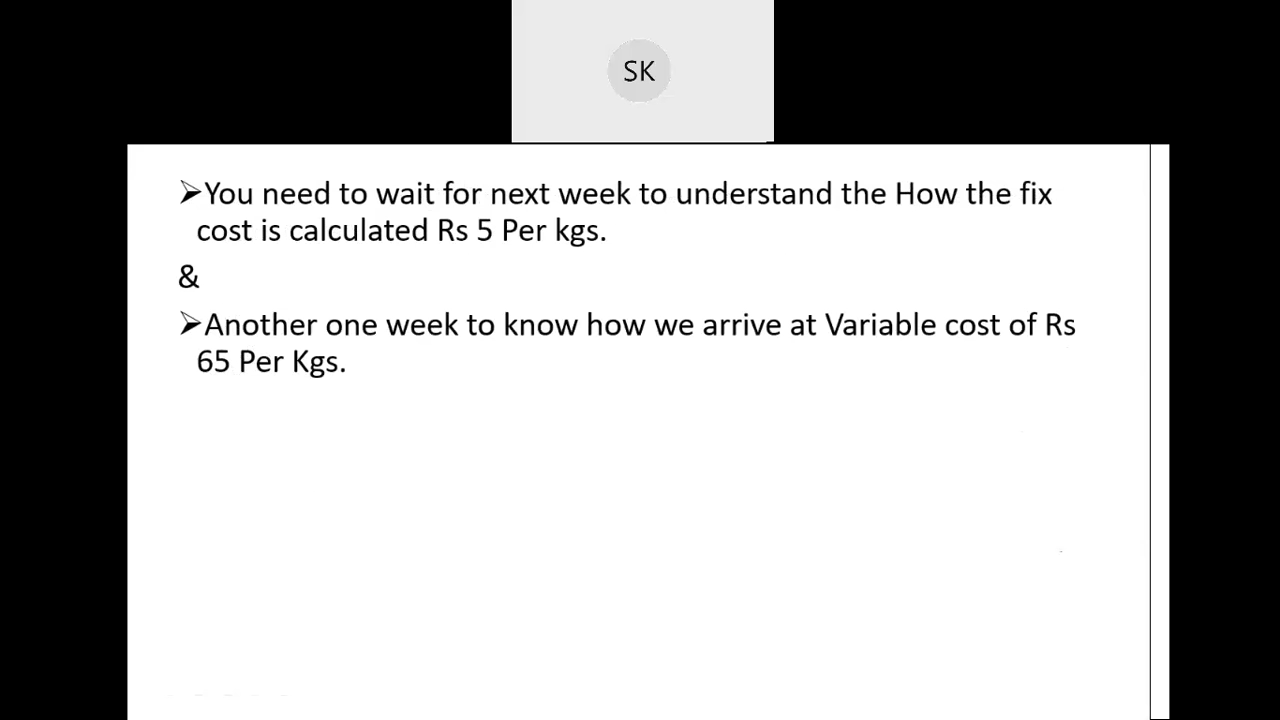 SK
➢You need to wait for next week to understand the How the fix
cost is calculated Rs 5 Per kgs.
&
➢Another one week to know how we arrive at Variable cost of Rs
65 Per Kgs.